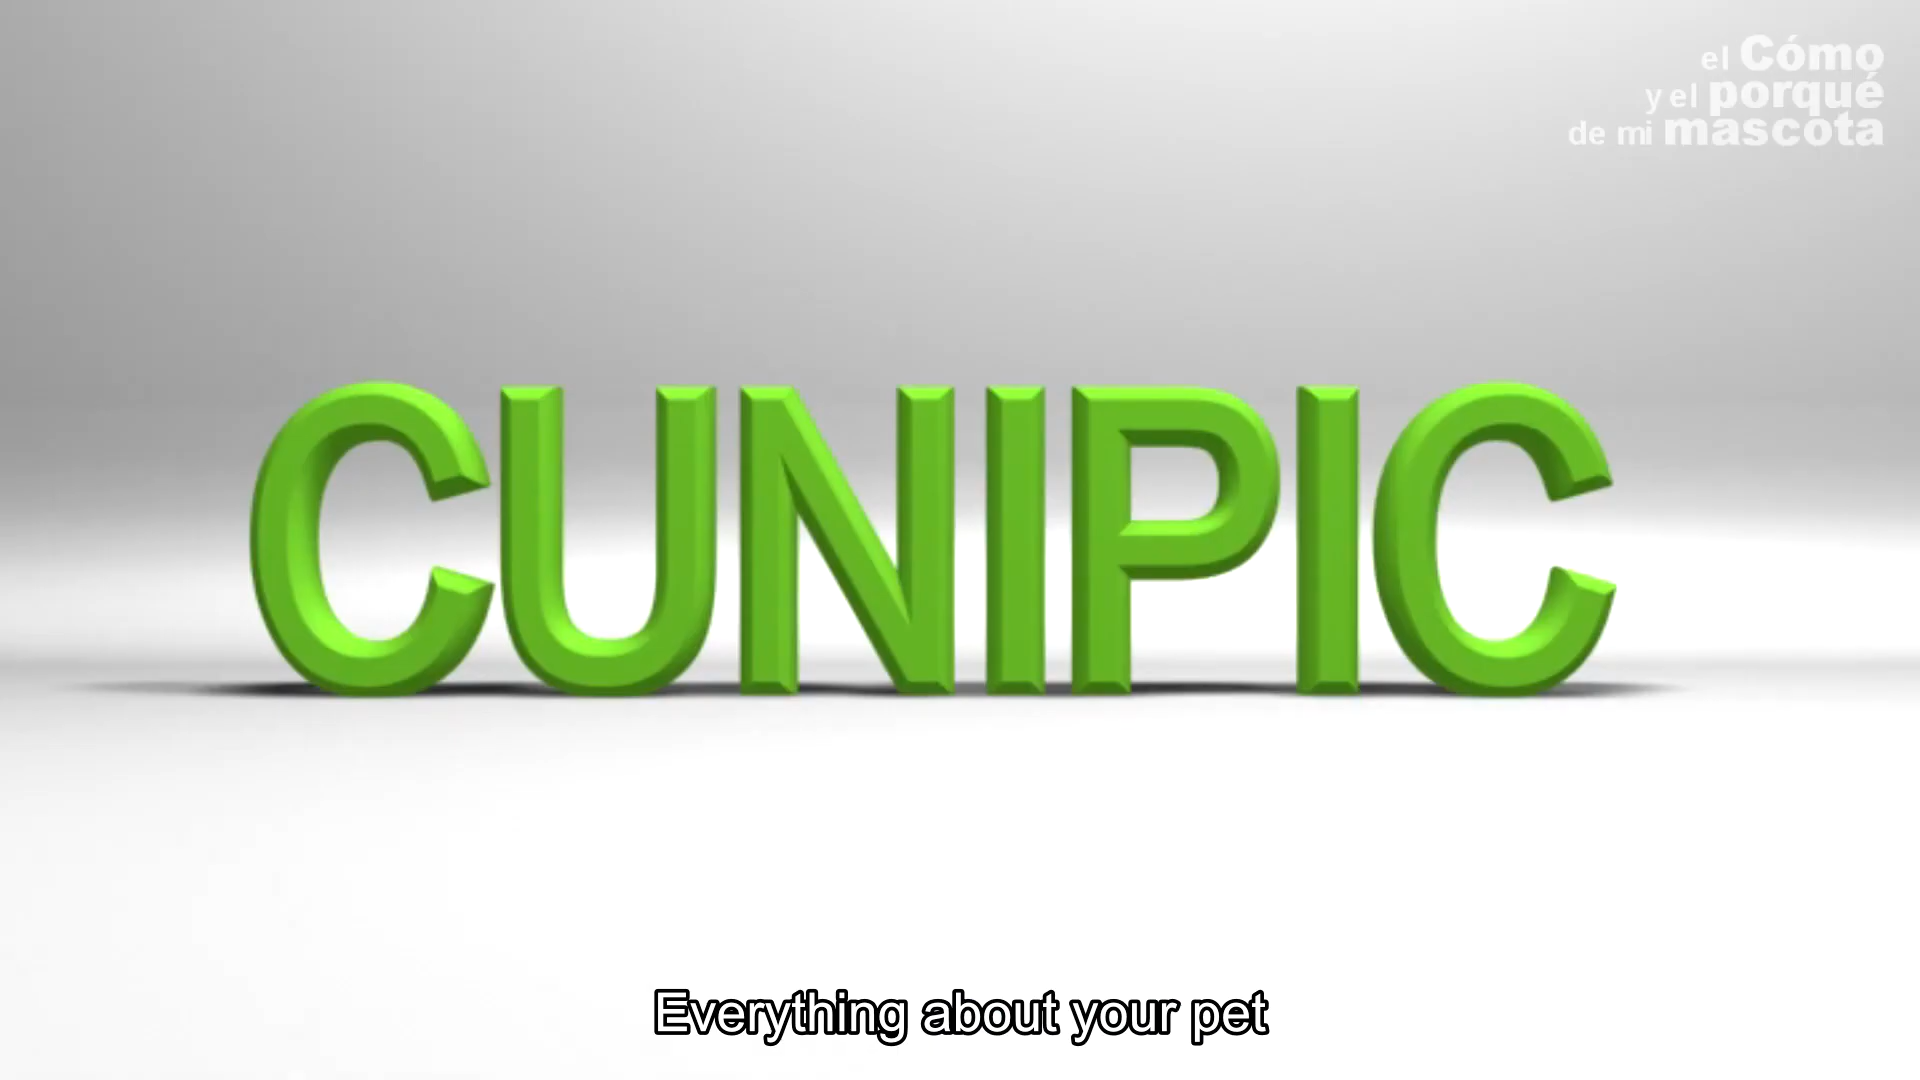 el Cómo
y el porqué
de mi mascota
CUNIPIC
Everything about your pet